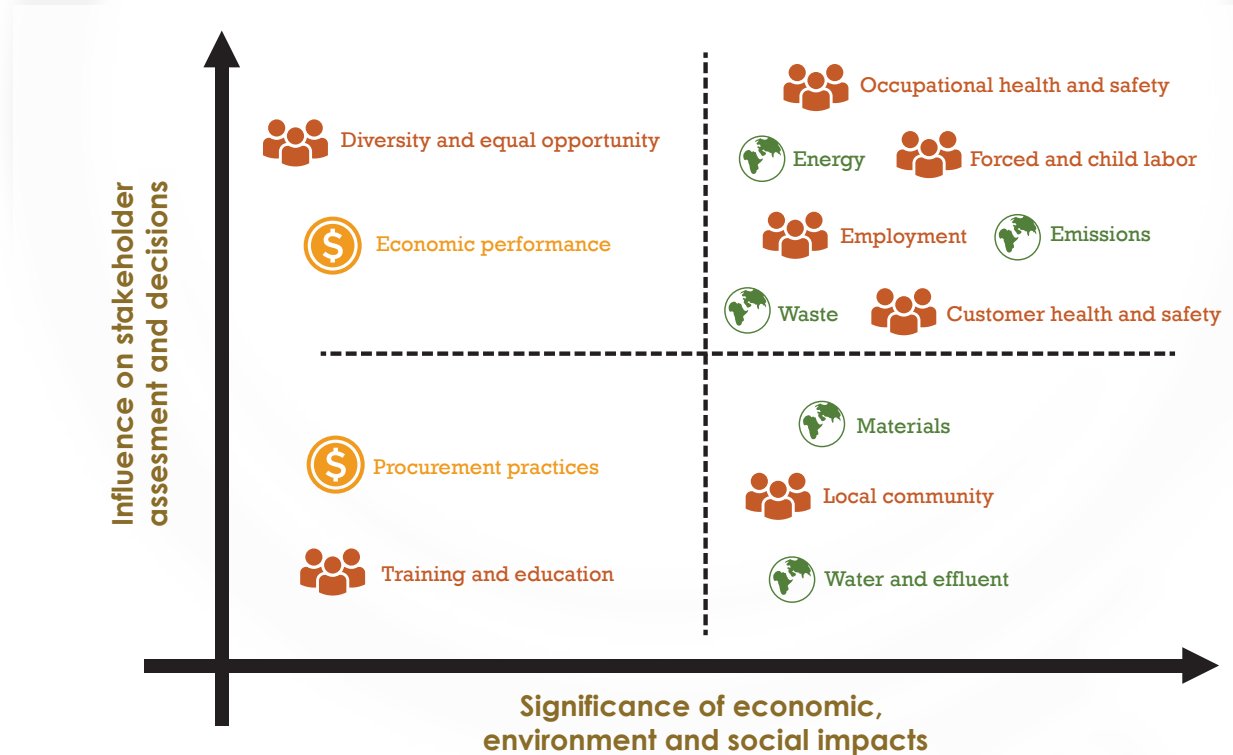 Influence on stakeholder
assessment and decisions
Occupational health and safety
Diversity and equal opportunity
Energy
Forced and child labor
Economic performance
Employment
Emissions
Waste
Customer health and safety
Materials
Procurement practices
Local community
Training and education
Water and effluent
Significance of economic,
environment and social impacts